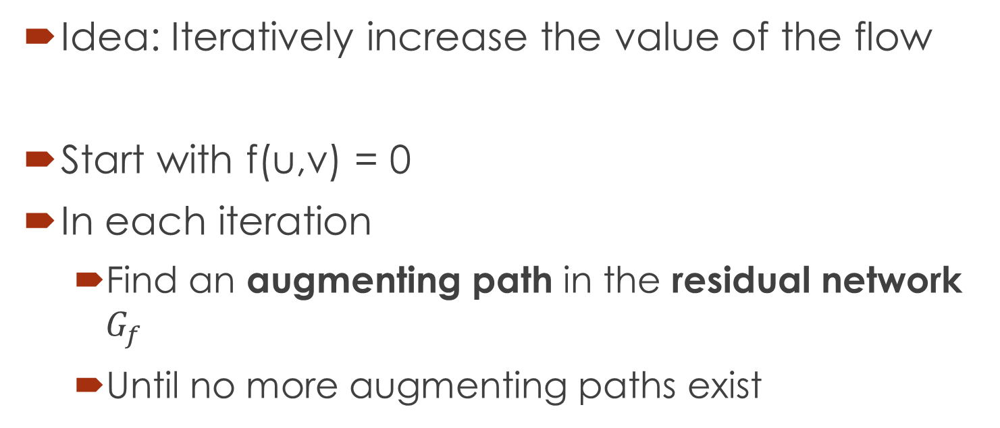 Idea: Iteratively increase the value of the flow
Start with f(u,v) = 0
In each iteration
Find an augmenting path in the residual network
G_f
Until no more augmenting paths exist